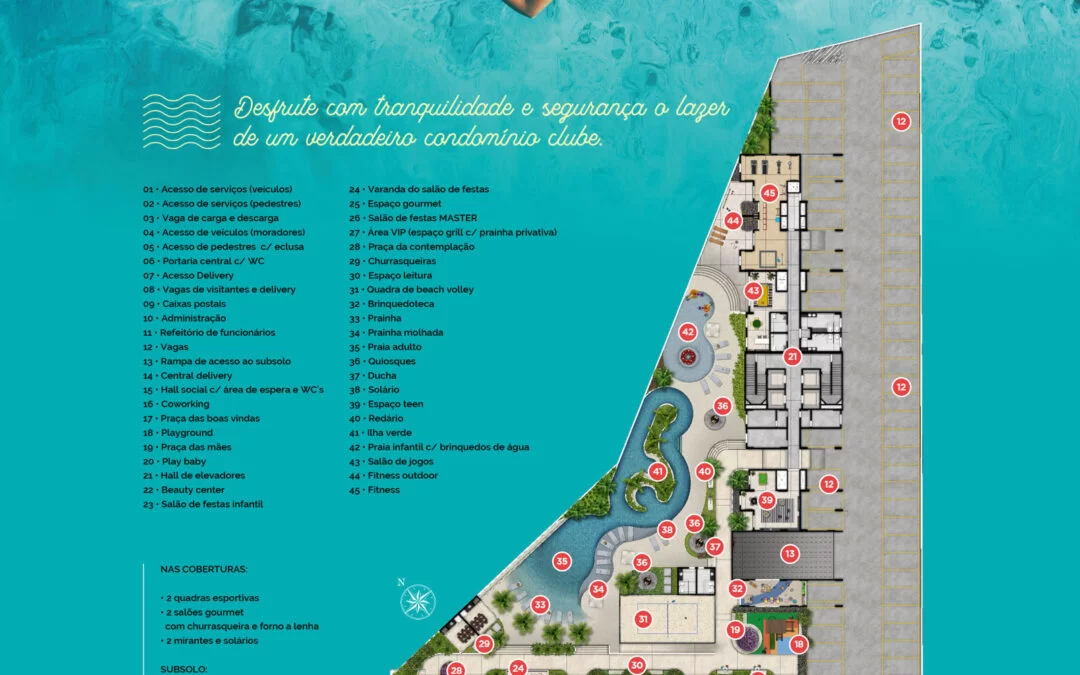 Desfrute com tranquilidade e segurança o lazer
de um verdadeiro condomínio clube.
01 • Acesso de serviços (veículos)
02 • Acesso de serviços (pedestres)
03 • Vaga de carga e descarga
04 • Acesso de veículos (moradores)
05 • Acesso de pedestres c/ eclusa
06 • Portaria central c/ WC
07 • Acesso Delivery
08 • Vagas de visitantes e delivery
09 • Caixas postais
10 • Administração
11 • Refeitório de funcionários
12 • Vagas
13 • Rampa de acesso ao subsolo
14 • Central delivery
15 • Hall social c/ área de espera e WC's
16 • Coworking
17 • Praça das boas vindas
18 • Playground
19 • Praça das mães
20 • Play baby
21 • Hall de elevadores
22 • Beauty center
23 • Salão de festas infantil
24 • Varanda do salão de festas
25 • Espaço gourmet
26 • Salão de festas MASTER
27 • Área VIP (espaço grill c/ prainha privativa)
28 • Praça da contemplação
29 • Churrasqueiras
30 • Espaço leitura
31 • Quadra de beach volley
32 • Brinquedoteca
33 • Prainha
34 • Prainha molhada
35 • Praia adulto
36 • Quiosques
37 • Ducha
38 • Solário
39 • Espaço teen
40 • Redário
41 • Ilha verde
42 • Praia infantil c/ brinquedos de água
43 • Salão de jogos
44 • Fitness outdoor
45 • Fitness
NAS COBERTURAS:
• 2 quadras esportivas
• 2 salões gourmet
com churrasqueira e forno a lenha
• 2 mirantes e solários
SUBSOLO:
N
12
45
44
43
42
21
12
36
41
40
12
39
36
38
37
13
35
36
34
32
33
31
19
18
29
30
28
24